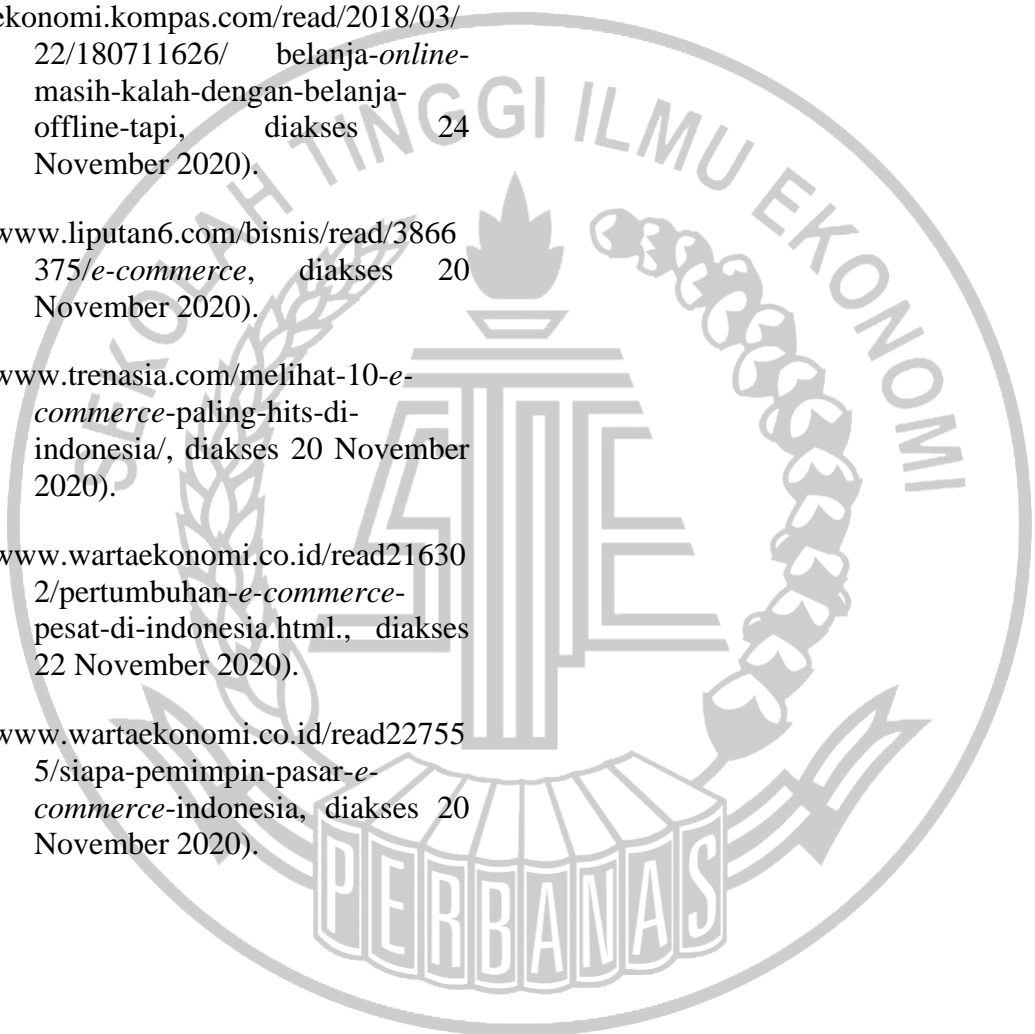 ekonomi.kompas.com/read/2018/03/
22/180711626/ belanja-online-
masih-kalah-dengan-belanja-
offline-tapi, diakses 24
November 2020).
www.liputan6.com/bisnis/read/3866
375/e-commerce, diakses 20
November 2020).
www.trenasia.com/melihat-10-e-
commerce-paling-hits-di-
indonesia/, diakses 20 November
2020).
www.wartaekonomi.co.id/read21630
2/pertumbuhan-e-commerce-
pesat-di-indonesia.html., diakses
22 November 2020).
www.wartaekonomi.co.id/read22755
5/siapa-pemimpin-pasar-e-
commerce-indonesia, diakses 20
November 2020).
SEKOLAH TINGGI ILMU EKONOMI
PERBANAS